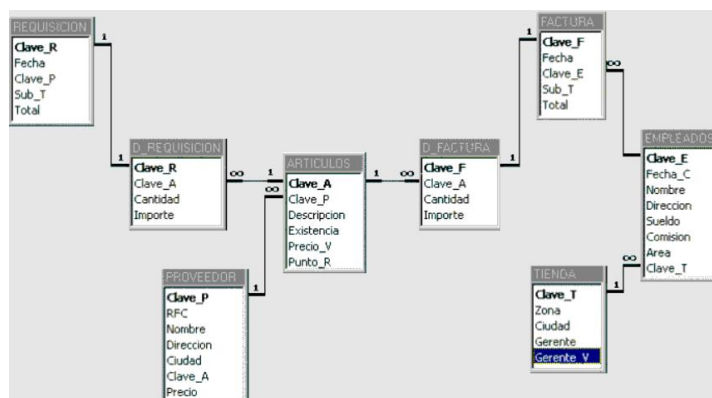 REQUISICION
Clave_R
Fecha
Clave_P
Sub_T
Total
1
1
D_REQUISICION
Clave_R
Clave_A
Cantidad
Importe
∞
1
∞
ARTICULOS
Clave_A
Clave_P
Descripcion
Existencia
Precio_V
Punto_R
1
∞
D_FACTURA
Clave_F
Clave_A
Cantidad
Importe
1
1
FACTURA
Clave_F
Fecha
Clave_E
Sub_T
Total
∞
EMPLEADOS
Clave_E
Fecha_C
Nombre
Direccion
Sueldo
Comision
Area
Clave_T
∞
1
TIENDA
Clave_T
Zona
Ciudad
Gerente
Gerente_V
PROVEEDOR
1
Clave_P
RFC
Nombre
Direccion
Ciudad
Clave_A
Precio